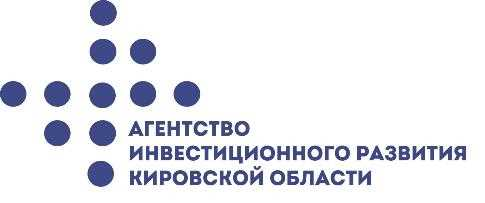 АГЕНТСТВО
ИНВЕСТИЦИОННОГО РАЗВИТИЯ
КИРОВСКОЙ ОБЛАСТИ